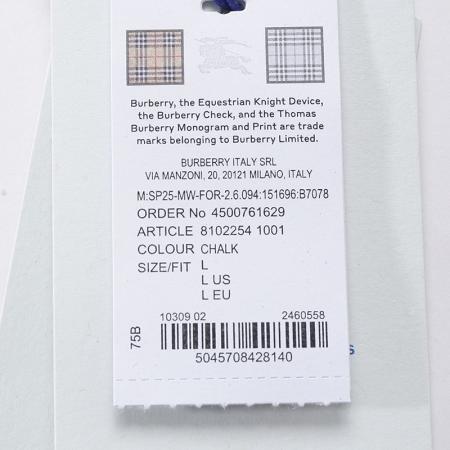 Burberry, the Equestrian Knight Device,
the Burberry Check, and the Thomas
Burberry Monogram and Print are trade
marks belonging to Burberry Limited.
BURBERRY ITALY SRL
VIA MANZONI, 20, 20121 MILANO, ITALY
M:SP25-MW-FOR-2.6.094:151696:B7078
ORDER No 4500761629
ARTICLE 8102254 1001
COLOUR CHALK
SIZE/FIT L
L US
L EU
10309 02 2460558
75B
5045708428140
s